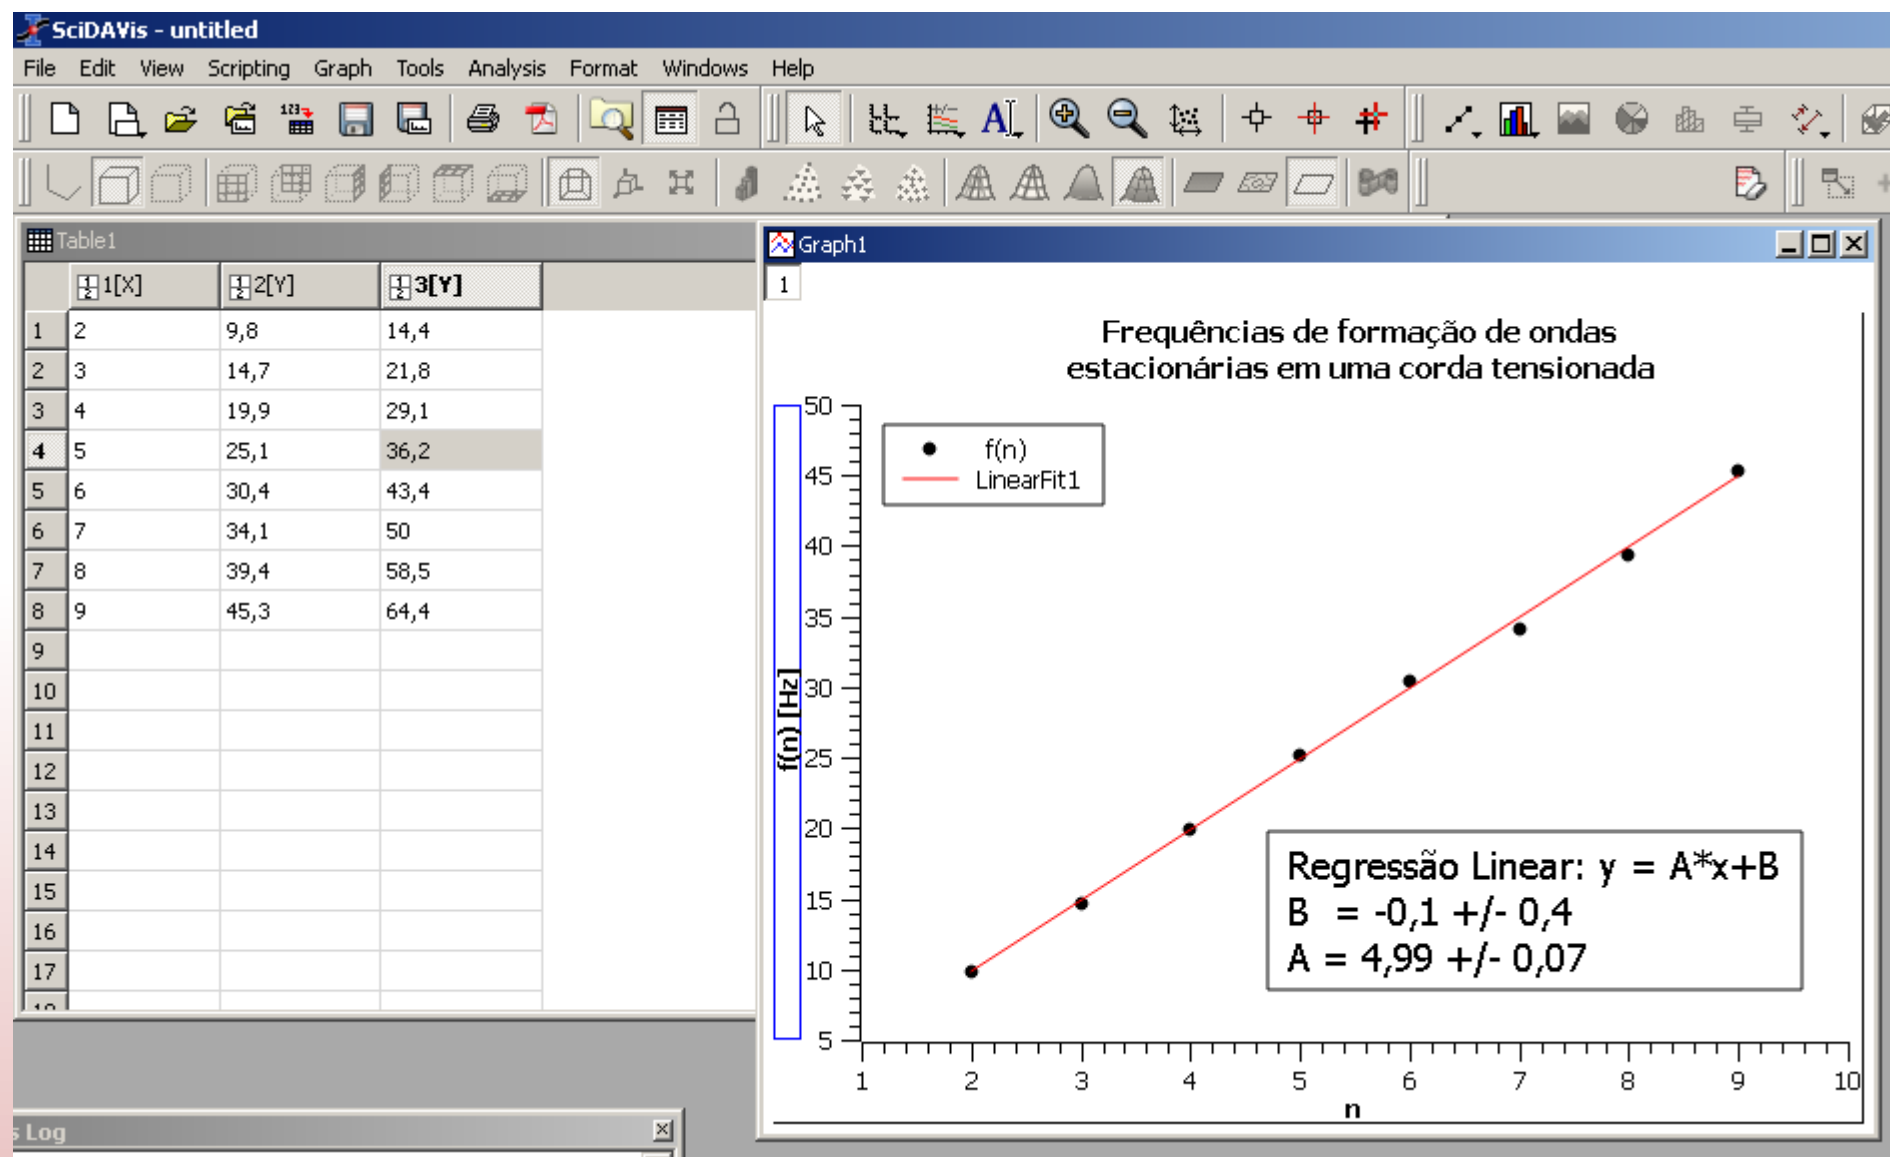 SciDAVis - untitled
File Edit View Scripting Graph Tools Analysis Format Windows Help
Table1
1[X] 2[Y] 3[Y]
1 2 9,8 14,4
2 3 14,7 21,8
3 4 19,9 29,1
4 5 25,1 36,2
5 6 30,4 43,4
6 7 34,1 50
7 8 39,4 58,5
8 9 45,3 64,4
9
10
11
12
13
14
15
16
17
18
s Log
Graph1
1
Frequências de formação de ondas
estacionárias em uma corda tensionada
f(n)
LinearFit1
f(n) [Hz]
50
45
40
35
30
25
20
15
10
5
Regressão Linear: y = A*x+B
B = -0,1 +/- 0,4
A = 4,99 +/- 0,07
1 2 3 4 5 6 7 8 9 10
n